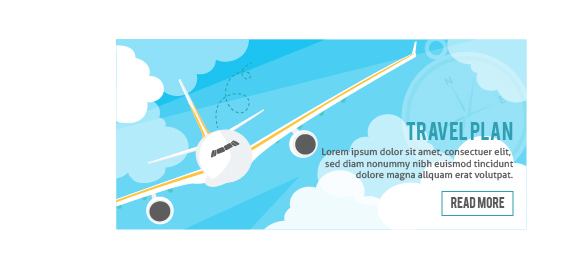 TRAVEL PLAN
Lorem ipsum dolor sit amet, consectuer elit,
sed diam nonummy nibh euismod tincidunt
dolore magna allquam erat volutpat.
READ MORE